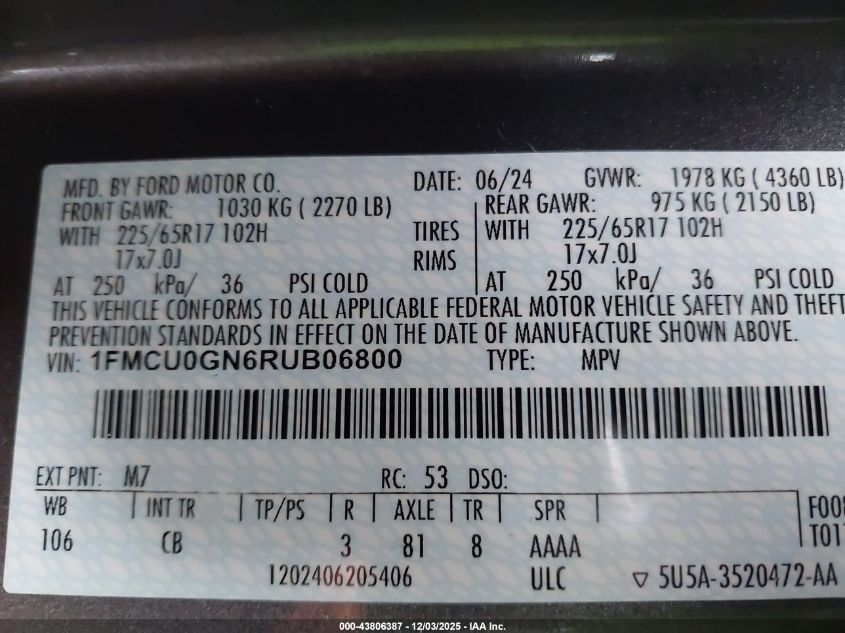 MFD. BY FORD MOTOR CO. DATE: 06/24 GVWR: 1978 KG ( 4360 LB)
FRONT GAWR: 1030 KG ( 2270 LB) REAR GAWR: 975 KG ( 2150 LB)
WITH 225/65R17 102H TIRES WITH 225/65R17 102H
17x7.0J RIMS 17x7.0J
AT 250 kPa/ 36 PSI COLD AT 250 kPa/ 36 PSI COLD
THIS VEHICLE CONFORMS TO ALL APPLICABLE FEDERAL MOTOR VEHICLE SAFETY AND THEFT
PREVENTION STANDARDS IN EFFECT ON THE DATE OF MANUFACTURE SHOWN ABOVE.
VIN: 1FMCU0GN6RUB06800 TYPE: MPV
EXT PNT: M7 RC: 53 DSO:
WB INT TR TP/PS R AXLE TR SPR F00
106 CB 3 81 8 AAAA T01
1202406205406 ULC ▽ 5U5A-3520472-AA
000-43806387 - 12/03/2025 - IAA Inc.